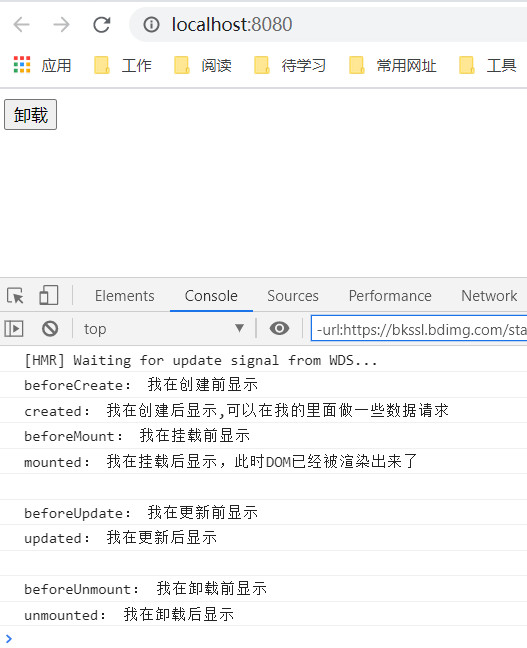 localhost:8080
应用 工作 阅读 待学习 常用网址 工具
卸载
Elements Console Sources Performance Network
top -url:https://bkssl.bdimg.com/sta
[HMR] Waiting for update signal from WDS...
beforeCreate: 我在创建前显示
created: 我在创建后显示,可以在我的里面做一些数据请求
beforeMount: 我在挂载前显示
mounted: 我在挂载后显示，此时DOM已经被渲染出来了
beforeUpdate: 我在更新前显示
updated: 我在更新后显示
beforeUnmount: 我在卸载前显示
unmounted: 我在卸载后显示